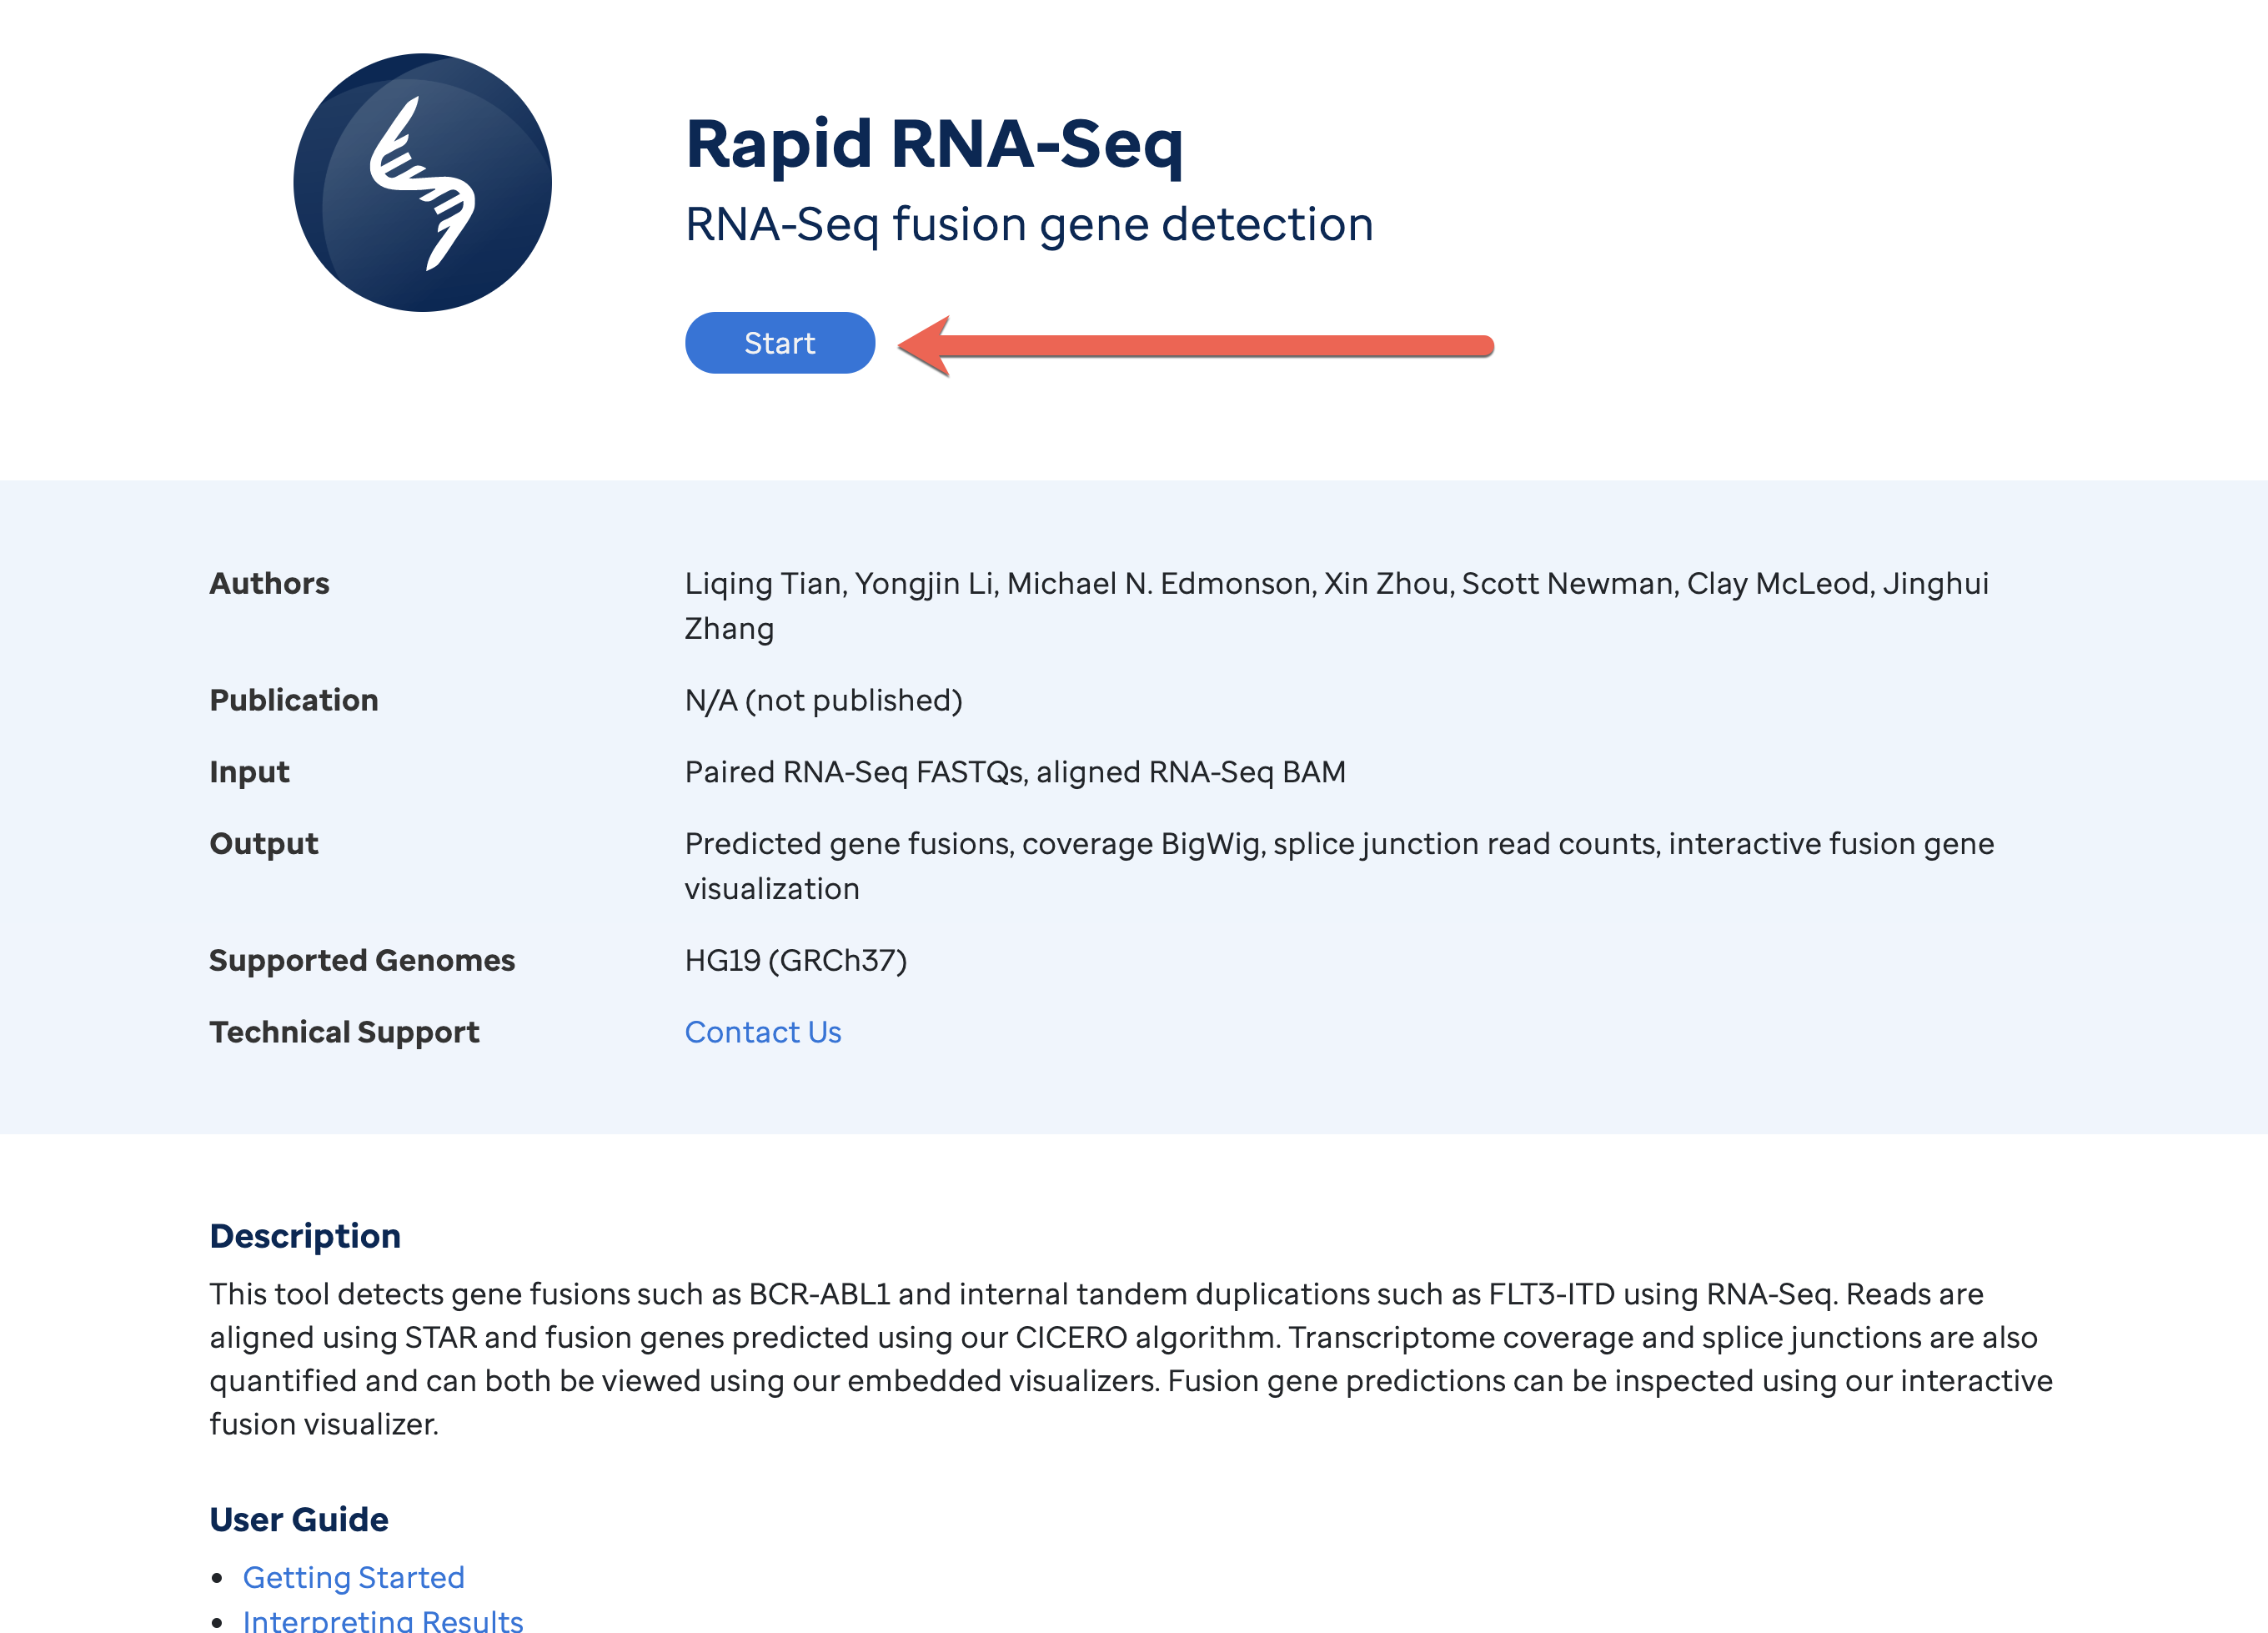 Rapid RNA-Seq
RNA-Seq fusion gene detection
Start
Authors
Liqing Tian, Yongjin Li, Michael N. Edmonson, Xin Zhou, Scott Newman, Clay McLeod, Jinghui
Zhang
Publication
N/A (not published)
Input
Paired RNA-Seq FASTQs, aligned RNA-Seq BAM
Output
Predicted gene fusions, coverage BigWig, splice junction read counts, interactive fusion gene
visualization
Supported Genomes
HG19 (GRCh37)
Technical Support
Contact Us
Description
This tool detects gene fusions such as BCR-ABL1 and internal tandem duplications such as FLT3-ITD using RNA-Seq. Reads are
aligned using STAR and fusion genes predicted using our CICERO algorithm. Transcriptome coverage and splice junctions are also
quantified and can both be viewed using our embedded visualizers. Fusion gene predictions can be inspected using our interactive
fusion visualizer.
User Guide
• Getting Started
• Interpreting Results